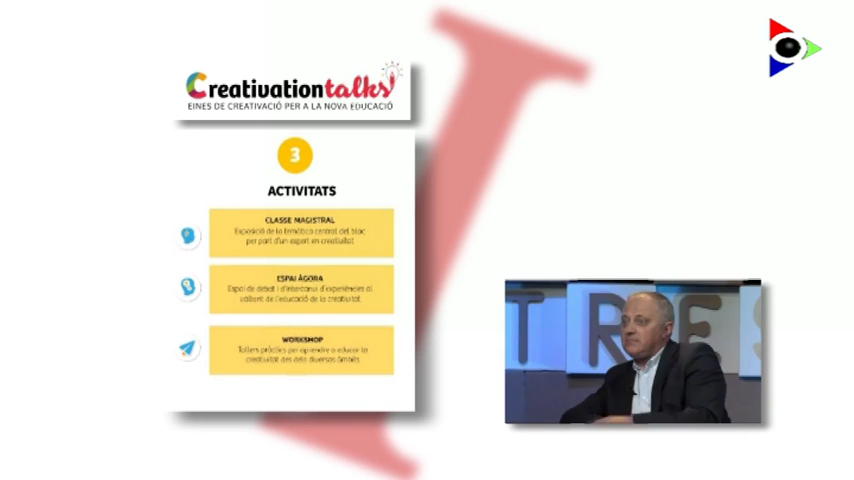 Creativationtalks
EINES DE CREATIVACIÓ PER A LA NOVA EDUCACIÓ
3
ACTIVITATS
CLASSE MAGISTRAL
Exposició de la temàtica central del bloc
per part d'un expert en creativitat
ESPAI ÀGORA
Espai de debat i d'intercanvi d'experiències al
voltant de l'educació de la creativitat
WORKSHOP
Tallers pràctics per aprendre a educar la
creativitat des dels diversos àmbits
TRES